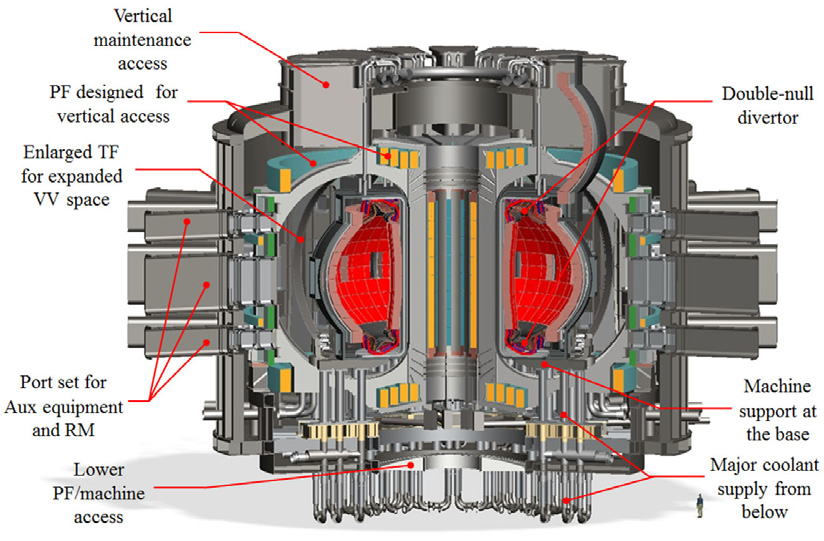 Vertical
maintenance
access
PF designed for
vertical access
Enlarged TF
for expanded
VV space
Port set for
Aux equipment
and RM
Lower
PF/machine
access
Double-null
divertor
Machine
support at
the base
Major coolant
supply from
below